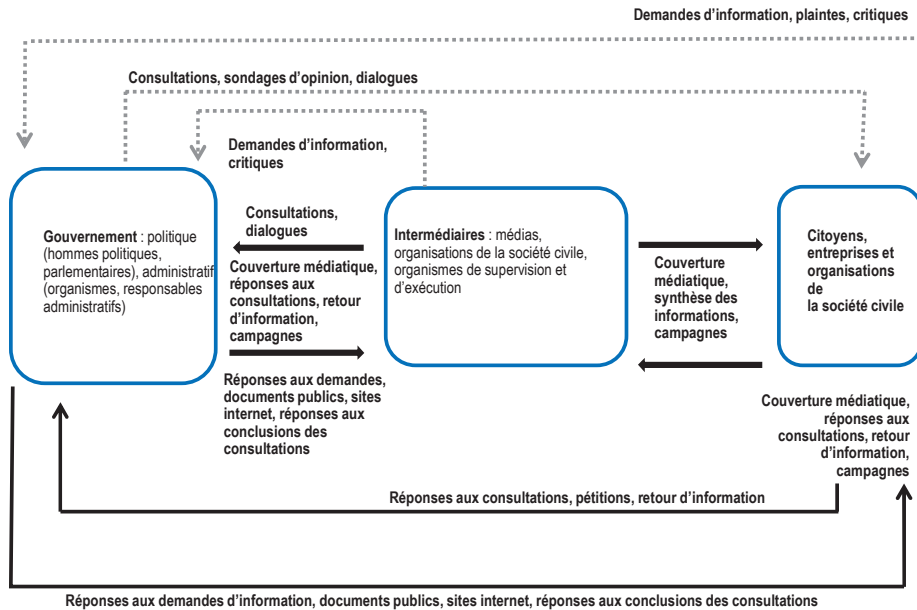 Demandes d’information, plaintes, critiques
Consultations, sondages d’opinion, dialogues
Demandes d’information,
critiques
Gouvernement : politique
(hommes politiques,
parlementaires), administratif
(organismes, responsables
administratifs)
Consultations,
dialogues
Couverture médiatique,
réponses aux
consultations, retour
d’information,
campagnes
Réponses aux demandes,
documents publics, sites
internet, réponses aux
conclusions des
consultations
Intermédiaires : médias,
organisations de la société civile,
organismes de supervision et
d’exécution
Couverture
médiatique,
synthèse des
informations,
campagnes
Citoyens,
entreprises et
organisations
de
la société civile
Couverture médiatique,
réponses aux
consultations, retour
d’information,
campagnes
Réponses aux consultations, pétitions, retour d’information
Réponses aux demandes d’information, documents publics, sites internet, réponses aux conclusions des consultations